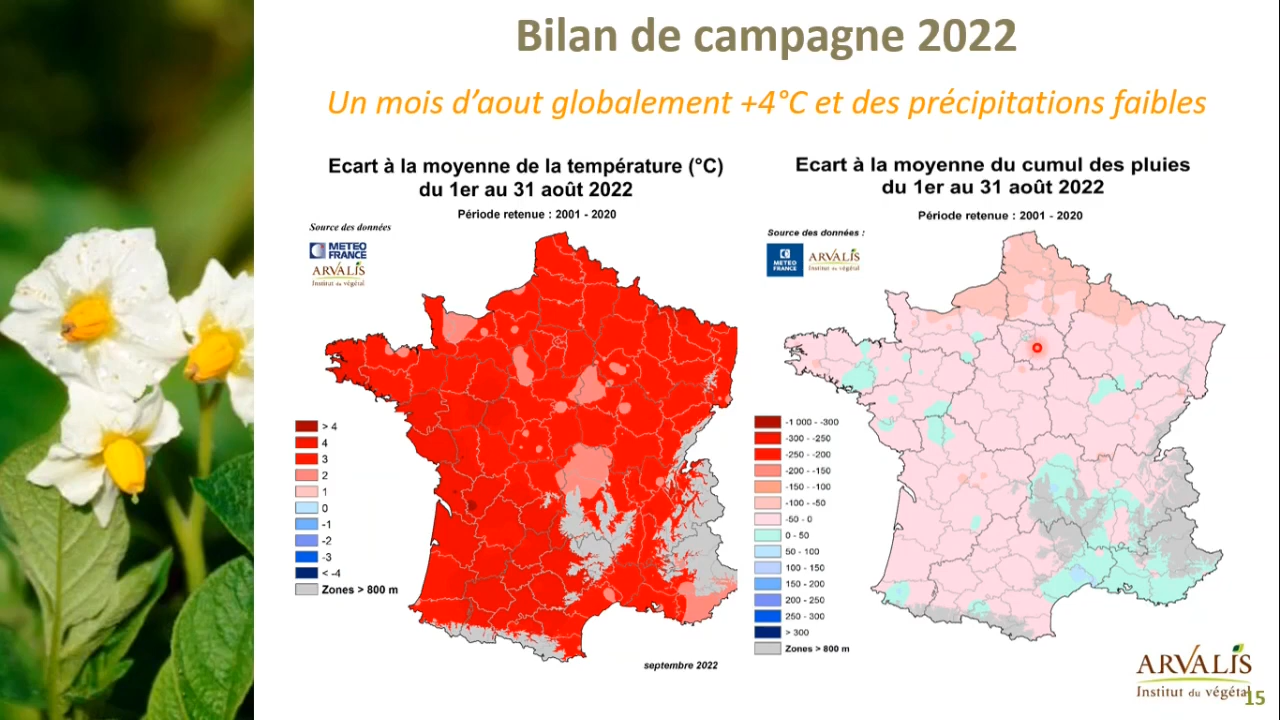 Bilan de campagne 2022
Un mois d'aout globalement +4°C et des précipitations faibles
Ecart à la moyenne de la température (°C)
du 1er au 31 août 2022
Période retenue : 2001 - 2020
Source des données
METEO
FRANCE
ARVALIS
Institut du végétal
> 4
4
3
2
1
0
-1
-2
-3
< -4
Zones > 800 m
septembre 2022
Ecart à la moyenne du cumul des pluies
du 1er au 31 août 2022
Période retenue : 2001 - 2020
Source des données :
METEO
FRANCE
ARVALIS
Institut du végétal
-1 000 - -300
-300 - -250
-250 - -200
-200 - -150
-150 - -100
-100 - -50
-50 - 0
0 - 50
50 - 100
100 - 150
150 - 200
200 - 250
250 - 300
> 300
Zones > 800 m
ARVALIS
Institut du végétal
15